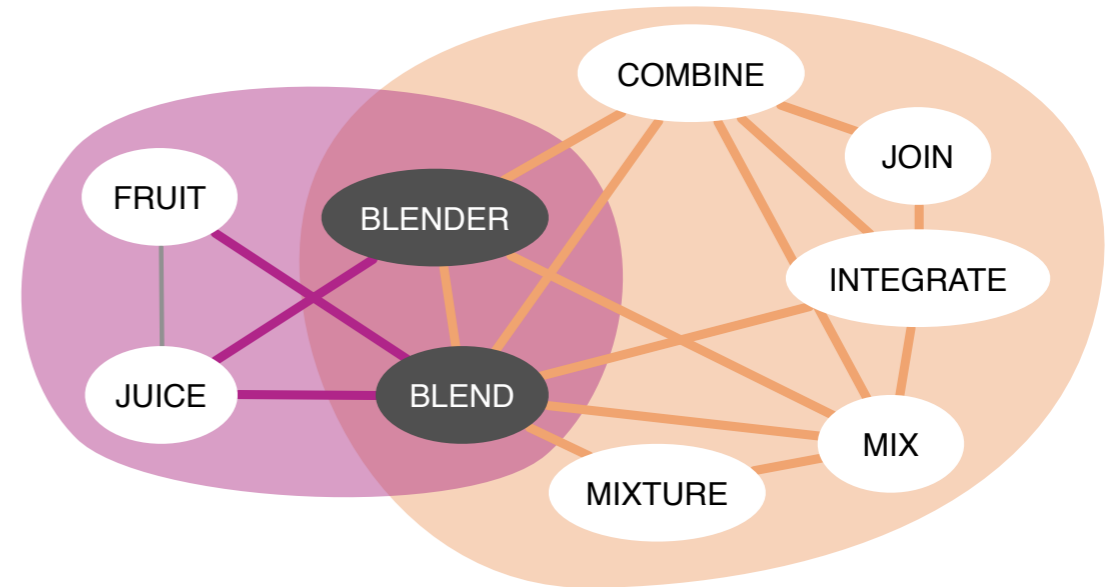 COMBINE
JOIN
FRUIT
BLENDER
INTEGRATE
JUICE
BLEND
MIX
MIXTURE